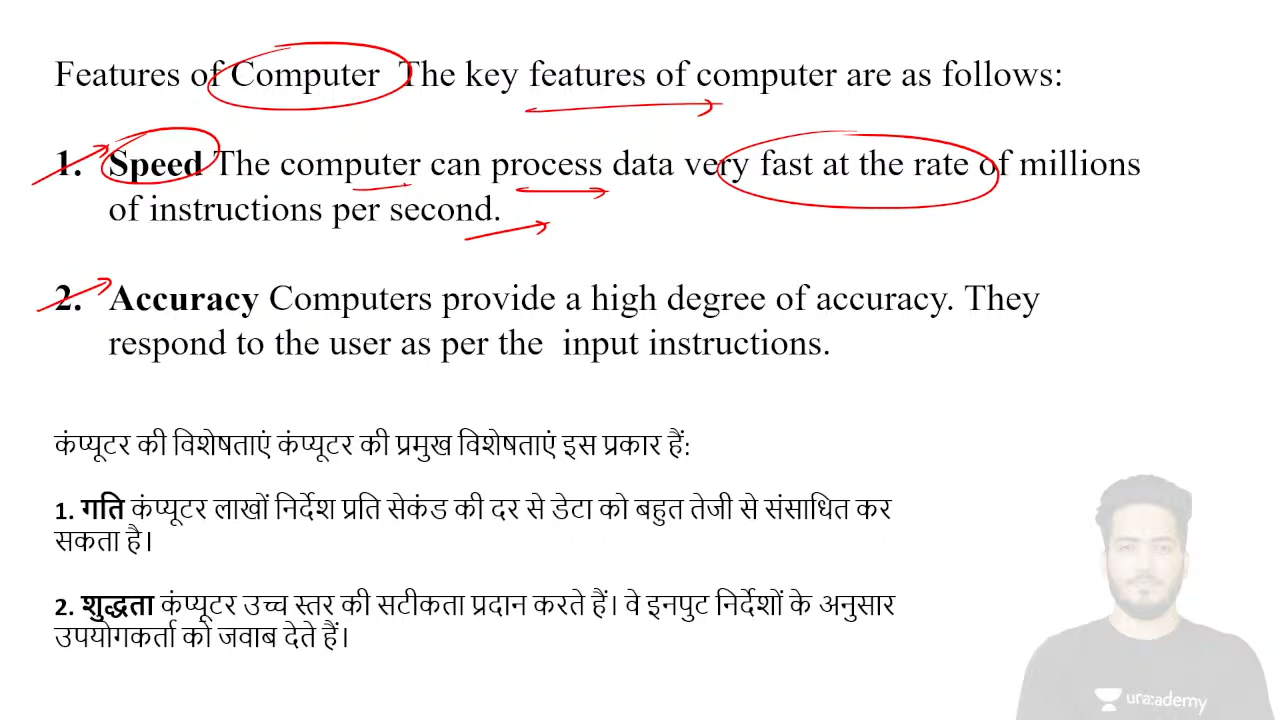 Features of Computer The key features of computer are as follows:
1. Speed The computer can process data very fast at the rate of millions
of instructions per second.
2. Accuracy Computers provide a high degree of accuracy. They
respond to the user as per the input instructions.
कंप्यूटर की विशेषताएं कंप्यूटर की प्रमुख विशेषताएं इस प्रकार हैं:
1. गति कंप्यूटर लाखों निर्देश प्रति सेकंड की दर से डेटा को बहुत तेजी से संसाधित कर
सकता है।
2. शुद्धता कंप्यूटर उच्च स्तर की सटीकता प्रदान करते हैं। वे इनपुट निर्देशों के अनुसार
उपयोगकर्ता को जवाब देते हैं।
unacademy